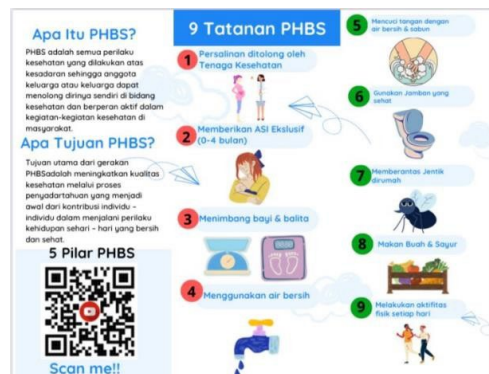 Apa Itu PHBS?
PHBS adalah semua perilaku
kesehatan yang dilakukan atas
kesadaran sehingga anggota
keluarga atau keluarga dapat
menolong dirinya sendiri di bidang
kesehatan dan berperan aktif dalam
kegiatan-kegiatan kesehatan di
masyarakat.
Apa Tujuan PHBS?
Tujuan utama dari gerakan
PHBSadalah meningkatkan kualitas
kesehatan melalui proses
penyadartahuan yang menjadi
awal dari kontribusi individu –
individu dalam menjalani perilaku
kehidupan sehari – hari yang bersih
dan sehat.
5 Pilar PHBS
Scan me!!
9 Tatanan PHBS
1
Persalinan ditolong oleh
Tenaga Kesehatan
2
Memberikan ASI Ekslusif
(0-4 bulan)
3
Menimbang bayi & balita
4
Menggunakan air bersih
5
Mencuci tangan dengan
air bersih & sabun
6
Gunakan Jamban yang
sehat
7
Memberantas Jentik
dirumah
8
Makan Buah & Sayur
9
Melakukan aktifitas
fisik setiap hari